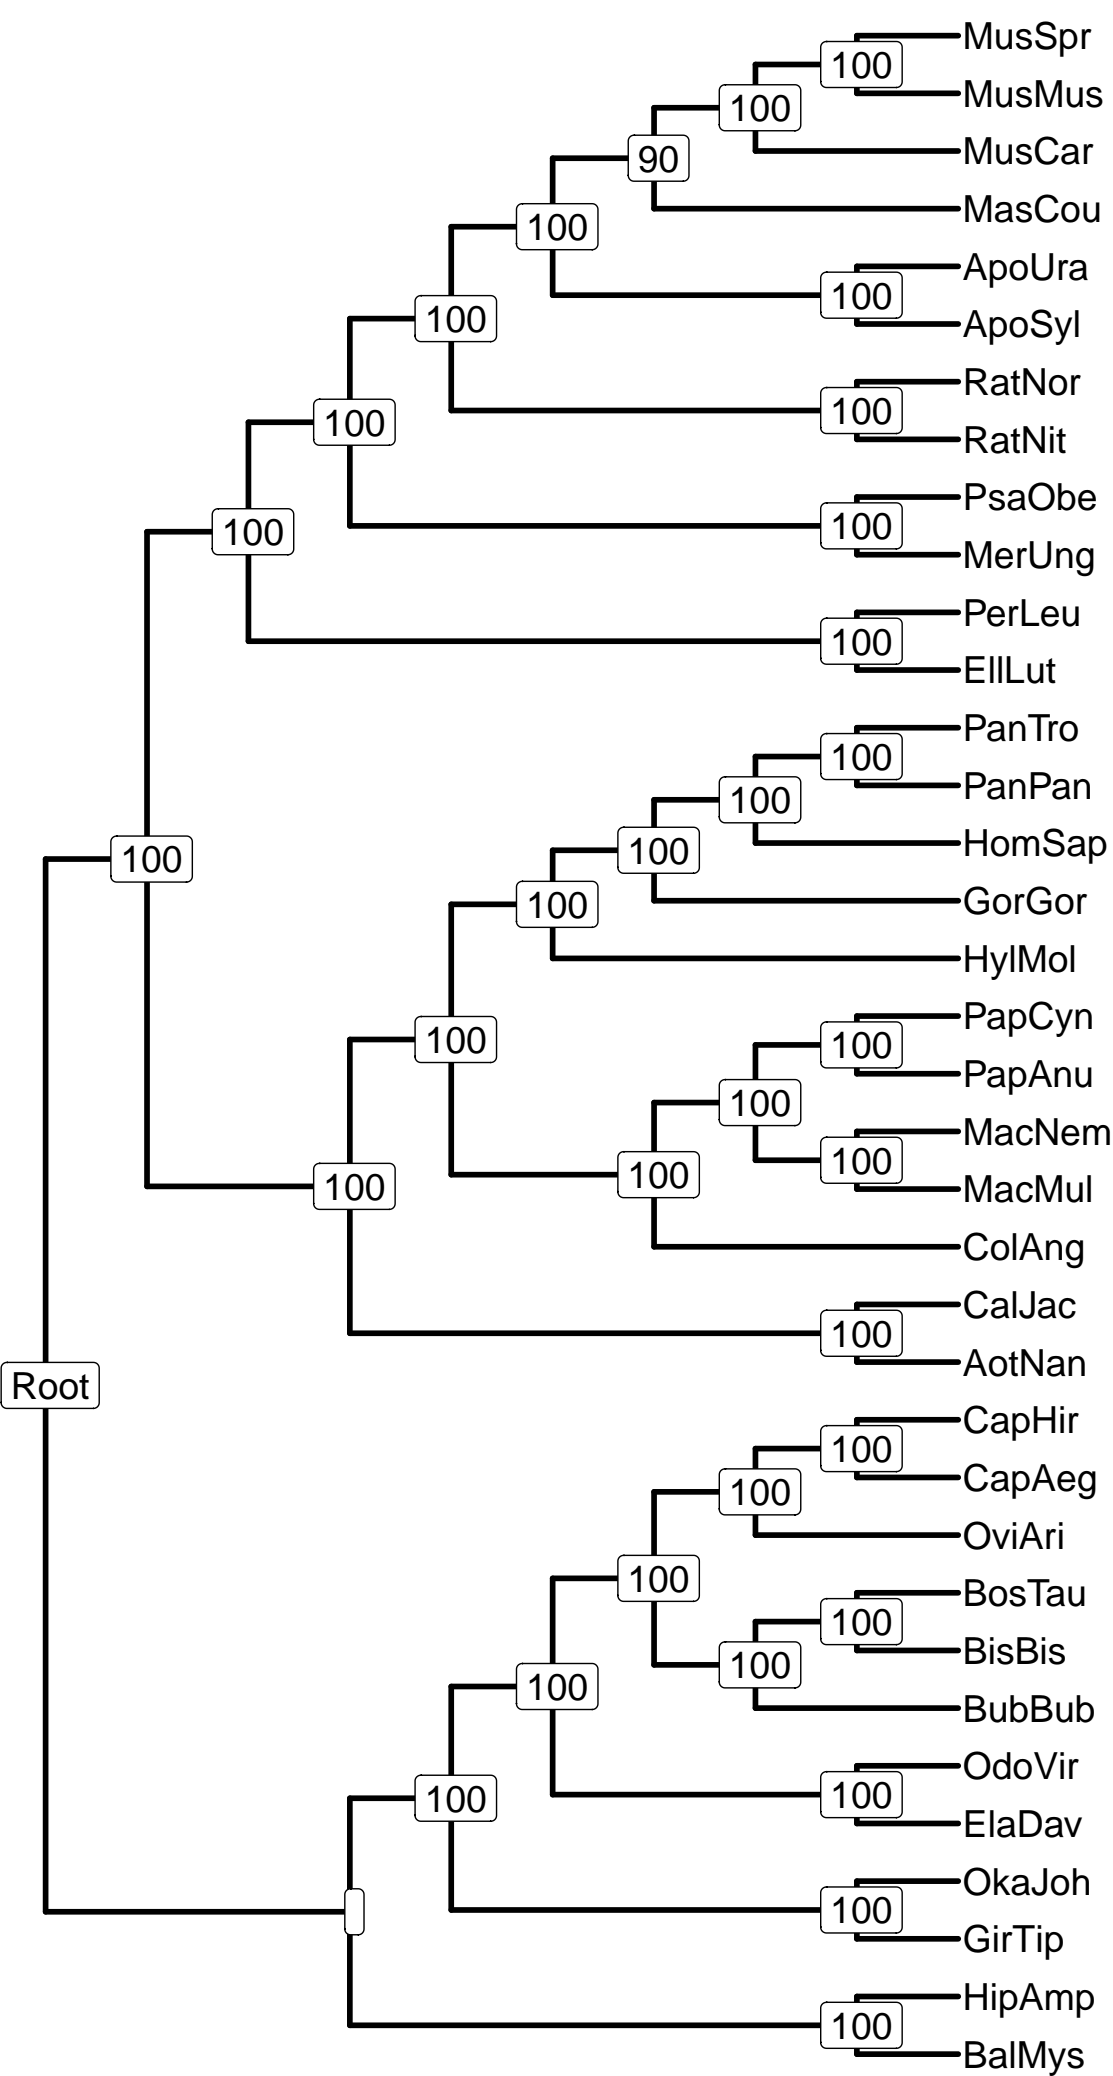 MusSpr
100
MusMus
100
MusCar
90
MasCou
100
ApoUra
100
ApoSyl
100
RatNor
100
RatNit
100
PsaObe
100
MerUng
100
PerLeu
100
EllLut
PanTro
100
PanPan
100
HomSap
100
100
GorGor
100
HylMol
PapCyn
100
100
PapAnu
100
MacNem
100
100
MacMul
100
ColAng
CalJac
100
AotNan
Root
CapHir
100
CapAeg
100
OviAri
100
BosTau
100
BisBis
100
100
BubBub
OdoVir
100
100
ElaDav
OkaJoh
100
GirTip
HipAmp
100
BalMys